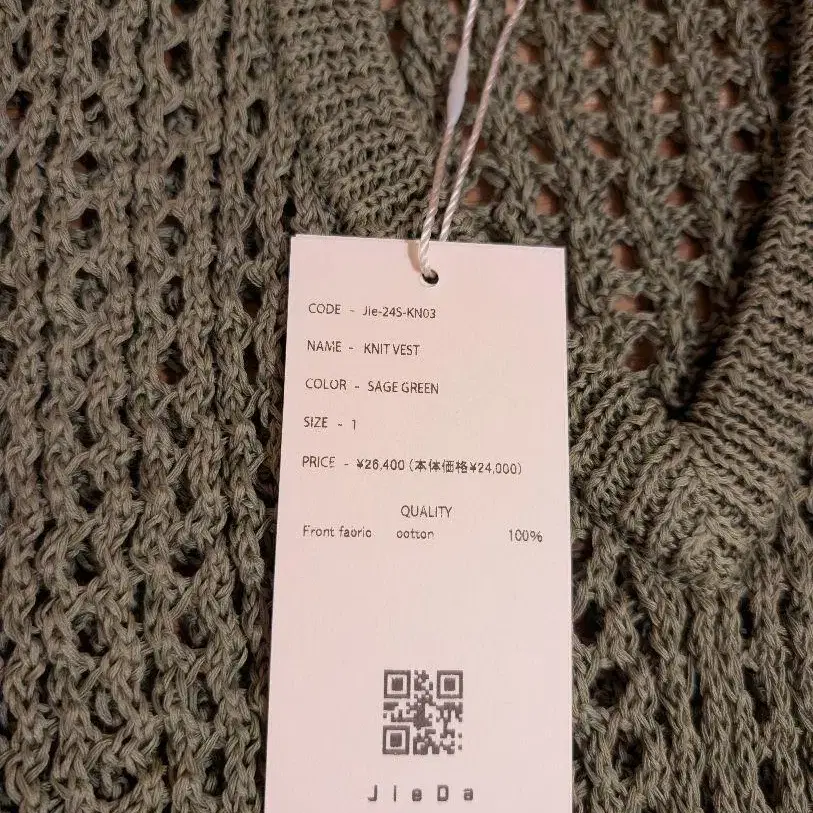 CODE - Jie-24S-KN03
NAME - KNIT VEST
COLOR - SAGE GREEN
SIZE - 1
PRICE - ¥26,400 (本体価格¥24,000)
QUALITY
Front fabric cotton 100%
JieDa